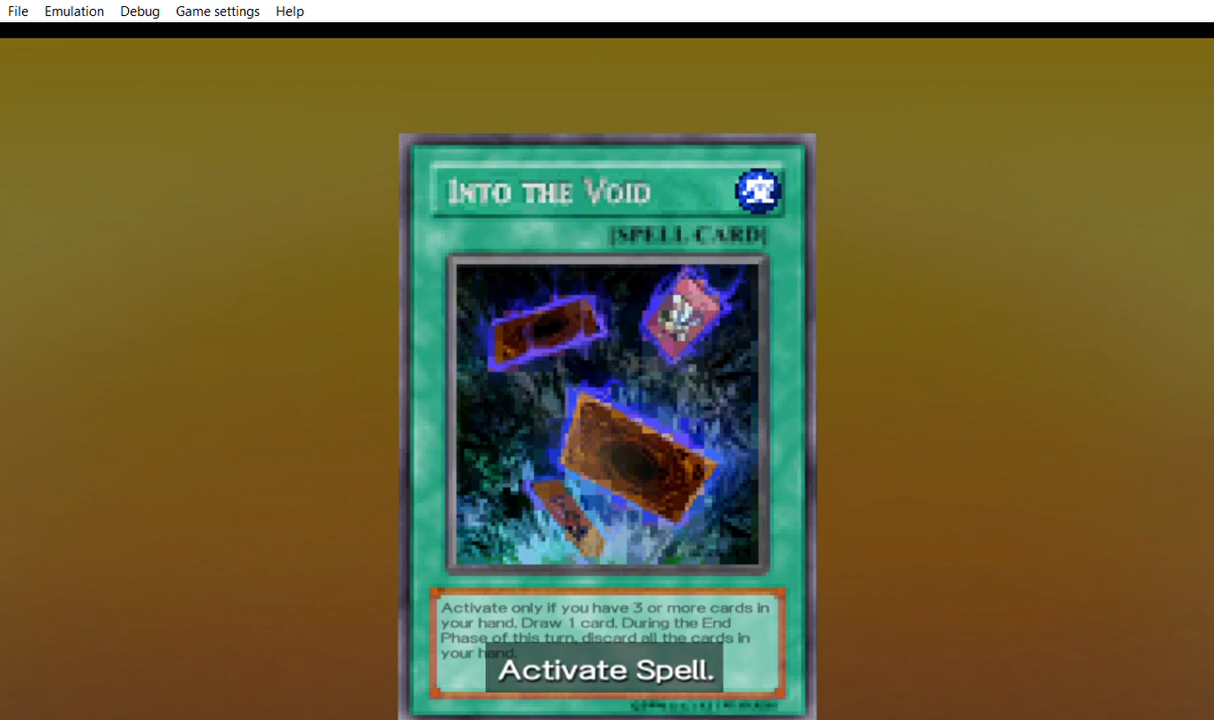 File Emulation Debug Game settings Help
INTO THE VOID
[SPELL CARD]
Activate only if you have 3 or more cards in
your hand. Draw 1 card. During the End
Phase of this turn, discard all the cards in
your hand.
Activate Spell.